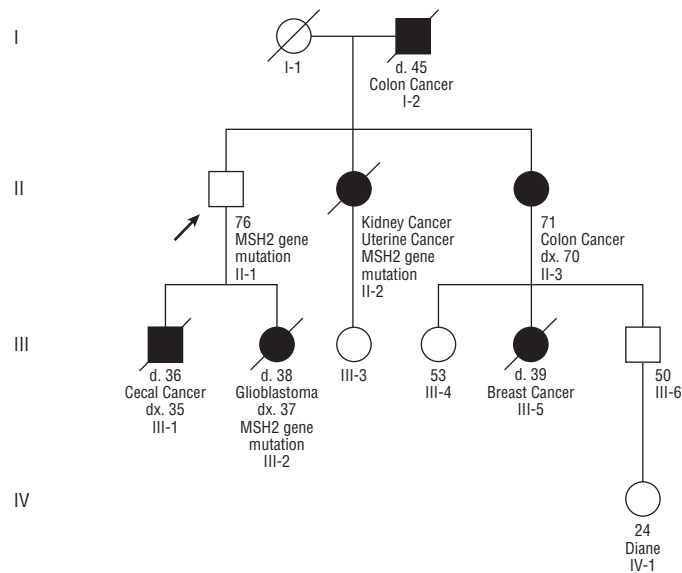 I
I-1
d. 45
Colon Cancer
I-2
II
76
MSH2 gene
mutation
II-1
Kidney Cancer
Uterine Cancer
MSH2 gene
mutation
II-2
71
Colon Cancer
dx. 70
II-3
III
d. 36
Cecal Cancer
dx. 35
III-1
d. 38
Glioblastoma
dx. 37
MSH2 gene
mutation
III-2
III-3
53
III-4
d. 39
Breast Cancer
III-5
50
III-6
IV
24
Diane
IV-1